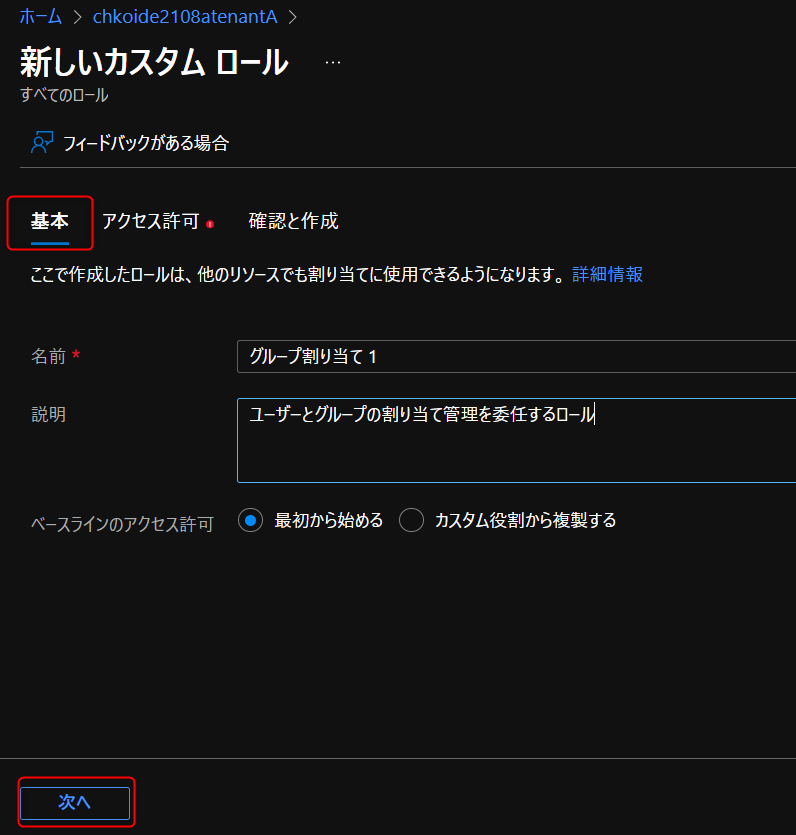 ホーム > chkoide2108atenantA >
新しいカスタム ロール ...
すべてのロール
フィードバックがある場合
基本 アクセス許可 確認と作成
ここで作成したロールは、他のリソースでも割り当てに使用できるようになります。 詳細情報
名前 * グループ割り当て 1
説明 ユーザーとグループの割り当て管理を委任するロール
ベースラインのアクセス許可 最初から始める カスタム役割から複製する
次へ